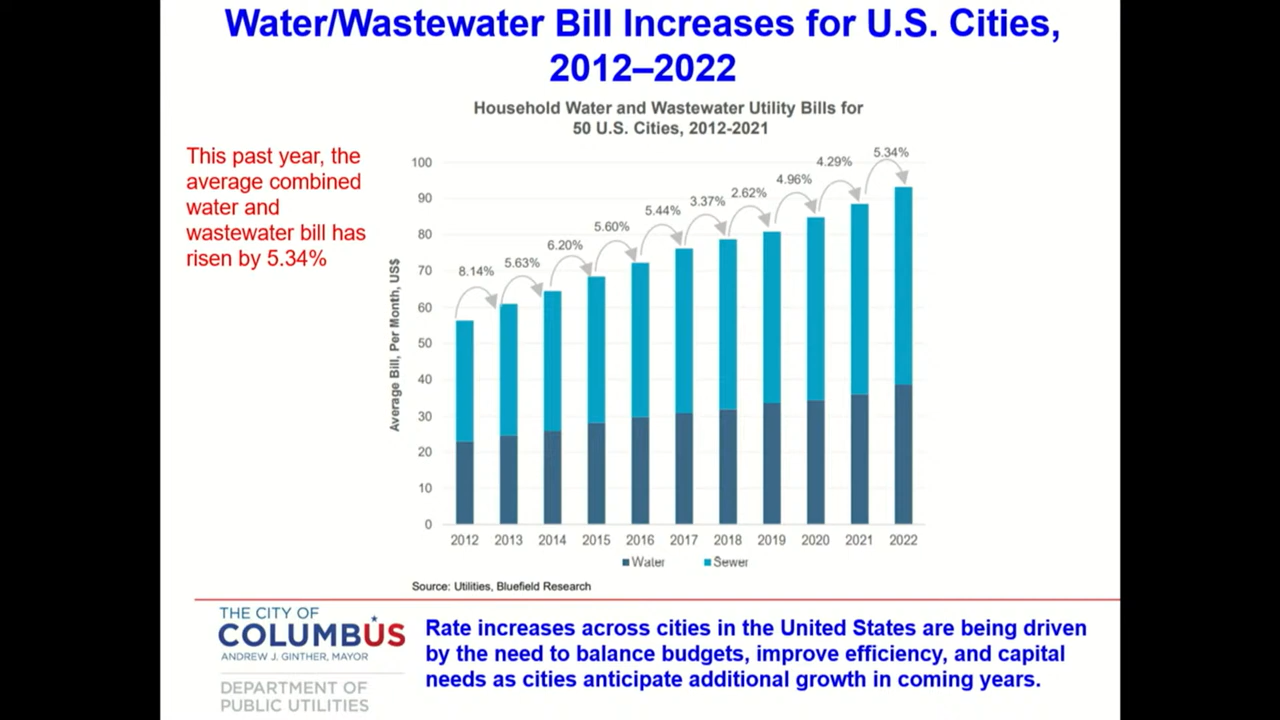 Water/Wastewater Bill Increases for U.S. Cities,
2012–2022
Household Water and Wastewater Utility Bills for
50 U.S. Cities, 2012-2021
This past year, the
average combined
water and
wastewater bill has
risen by 5.34%
Average Bill, Per Month, US$
100
90
80
70
60
50
40
30
20
10
0
8.14%
5.63%
6.20%
5.60%
5.44%
3.37%
2.62%
4.96%
4.29%
5.34%
2012 2013 2014 2015 2016 2017 2018 2019 2020 2021 2022
Water Sewer
Source: Utilities, Bluefield Research
THE CITY OF
COLUMBUS
ANDREW J. GINTHER, MAYOR
DEPARTMENT OF
PUBLIC UTILITIES
Rate increases across cities in the United States are being driven
by the need to balance budgets, improve efficiency, and capital
needs as cities anticipate additional growth in coming years.